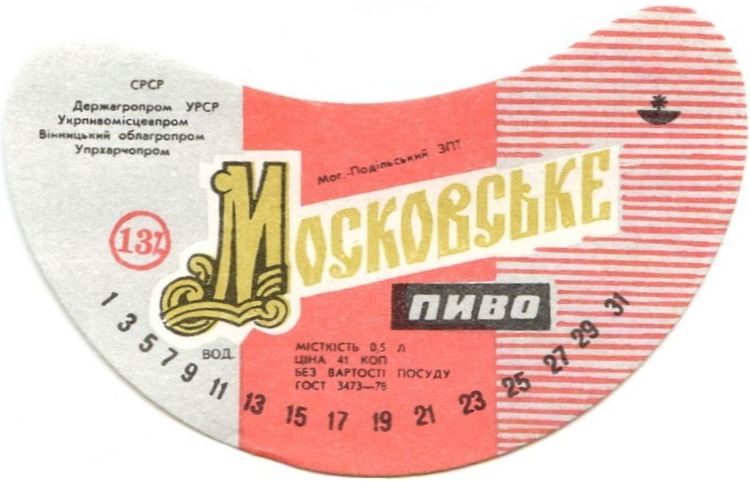 СРСР
Держагропром УРСР
Укрпивомісцевпром
Вінницький облагропром
Упрхарчопром
Мог.-Подільський ЗПТ
Московське
13%
пиво
ВОД.
МІСТКІСТЬ 0,5 Л
ЦІНА 41 КОП
БЕЗ ВАРТОСТІ ПОСУДУ
ГОСТ 3473—78
1 3 5 7 9 11 13 15 17 19 21 23 25 27 29 31